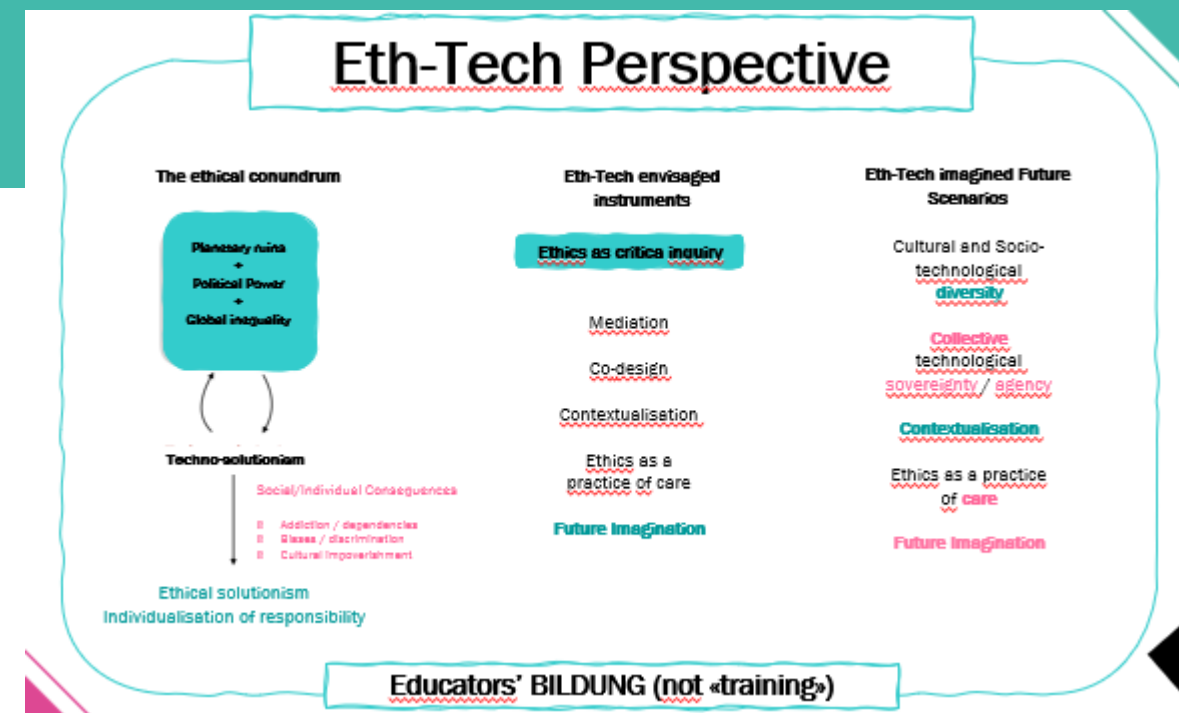 Eth-Tech Perspective
The ethical conundrum
Planetary ruins
+
Political Power
+
Global inequality
Techno-solutionism
Social/Individual Consequences
Addiction / dependencies
Biases / discrimination
Cultural impoverishment
Ethical solutionism
Individualisation of responsibility
Eth-Tech envisaged
instruments
Ethics as critica inquiry
Mediation
Co-design
Contextualisation
Ethics as a
practice of care
Future Imagination
Eth-Tech imagined Future
Scenarios
Cultural and Socio-
technological
diversity
Collective
technological
sovereignty / agency
Contextualisation
Ethics as a practice
of care
Future Imagination
Educators’ BILDUNG (not «training»)